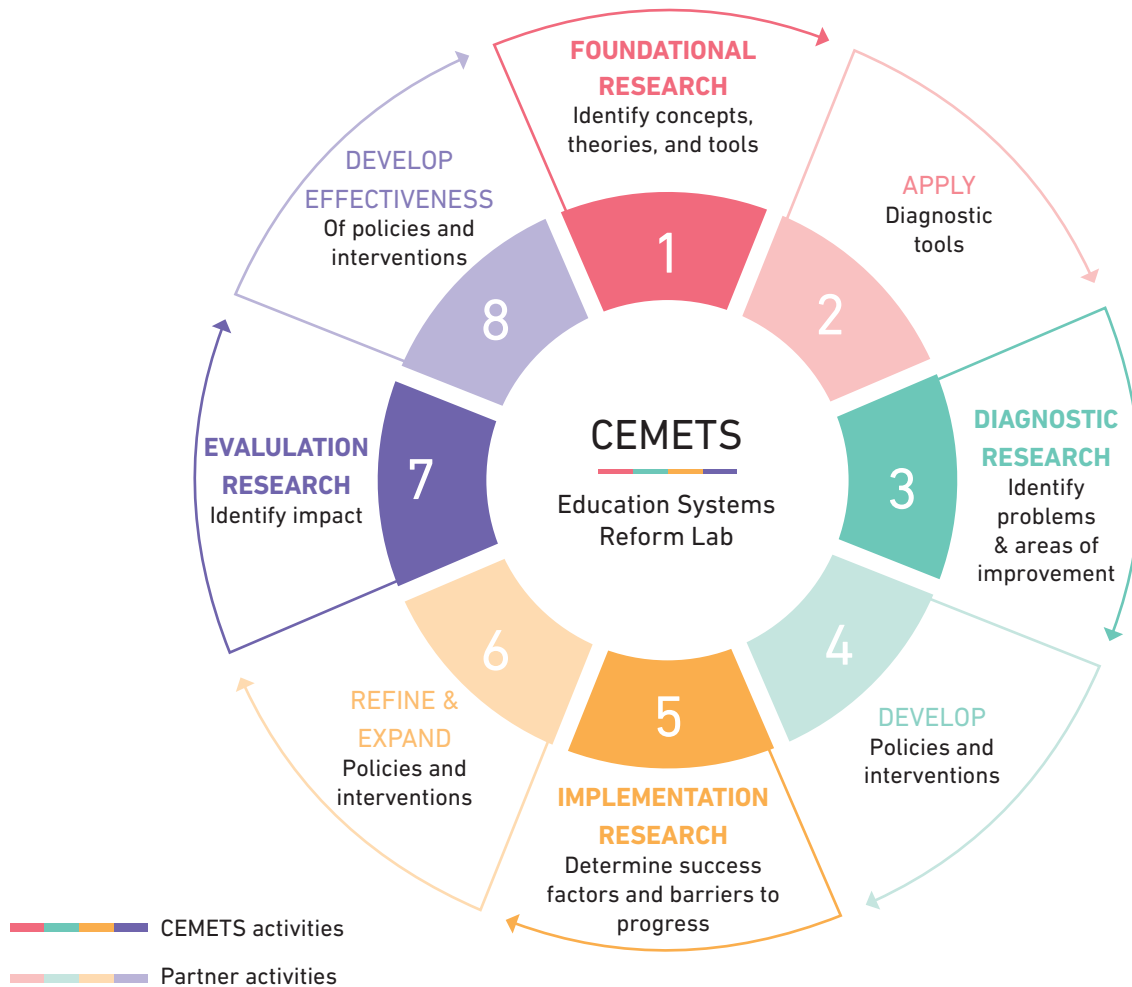 FOUNDATIONAL
RESEARCH
Identify concepts,
theories, and tools
1
APPLY
Diagnostic
tools
2
DIAGNOSTIC
RESEARCH
Identify
problems
& areas of
improvement
3
DEVELOP
Policies and
interventions
4
IMPLEMENTATION
RESEARCH
Determine success
factors and barriers to
progress
5
REFINE &
EXPAND
Policies and
interventions
6
EVALULATION
RESEARCH
Identify impact
7
DEVELOP
EFFECTIVENESS
Of policies and
interventions
8
CEMETS
Education Systems
Reform Lab
CEMETS activities
Partner activities